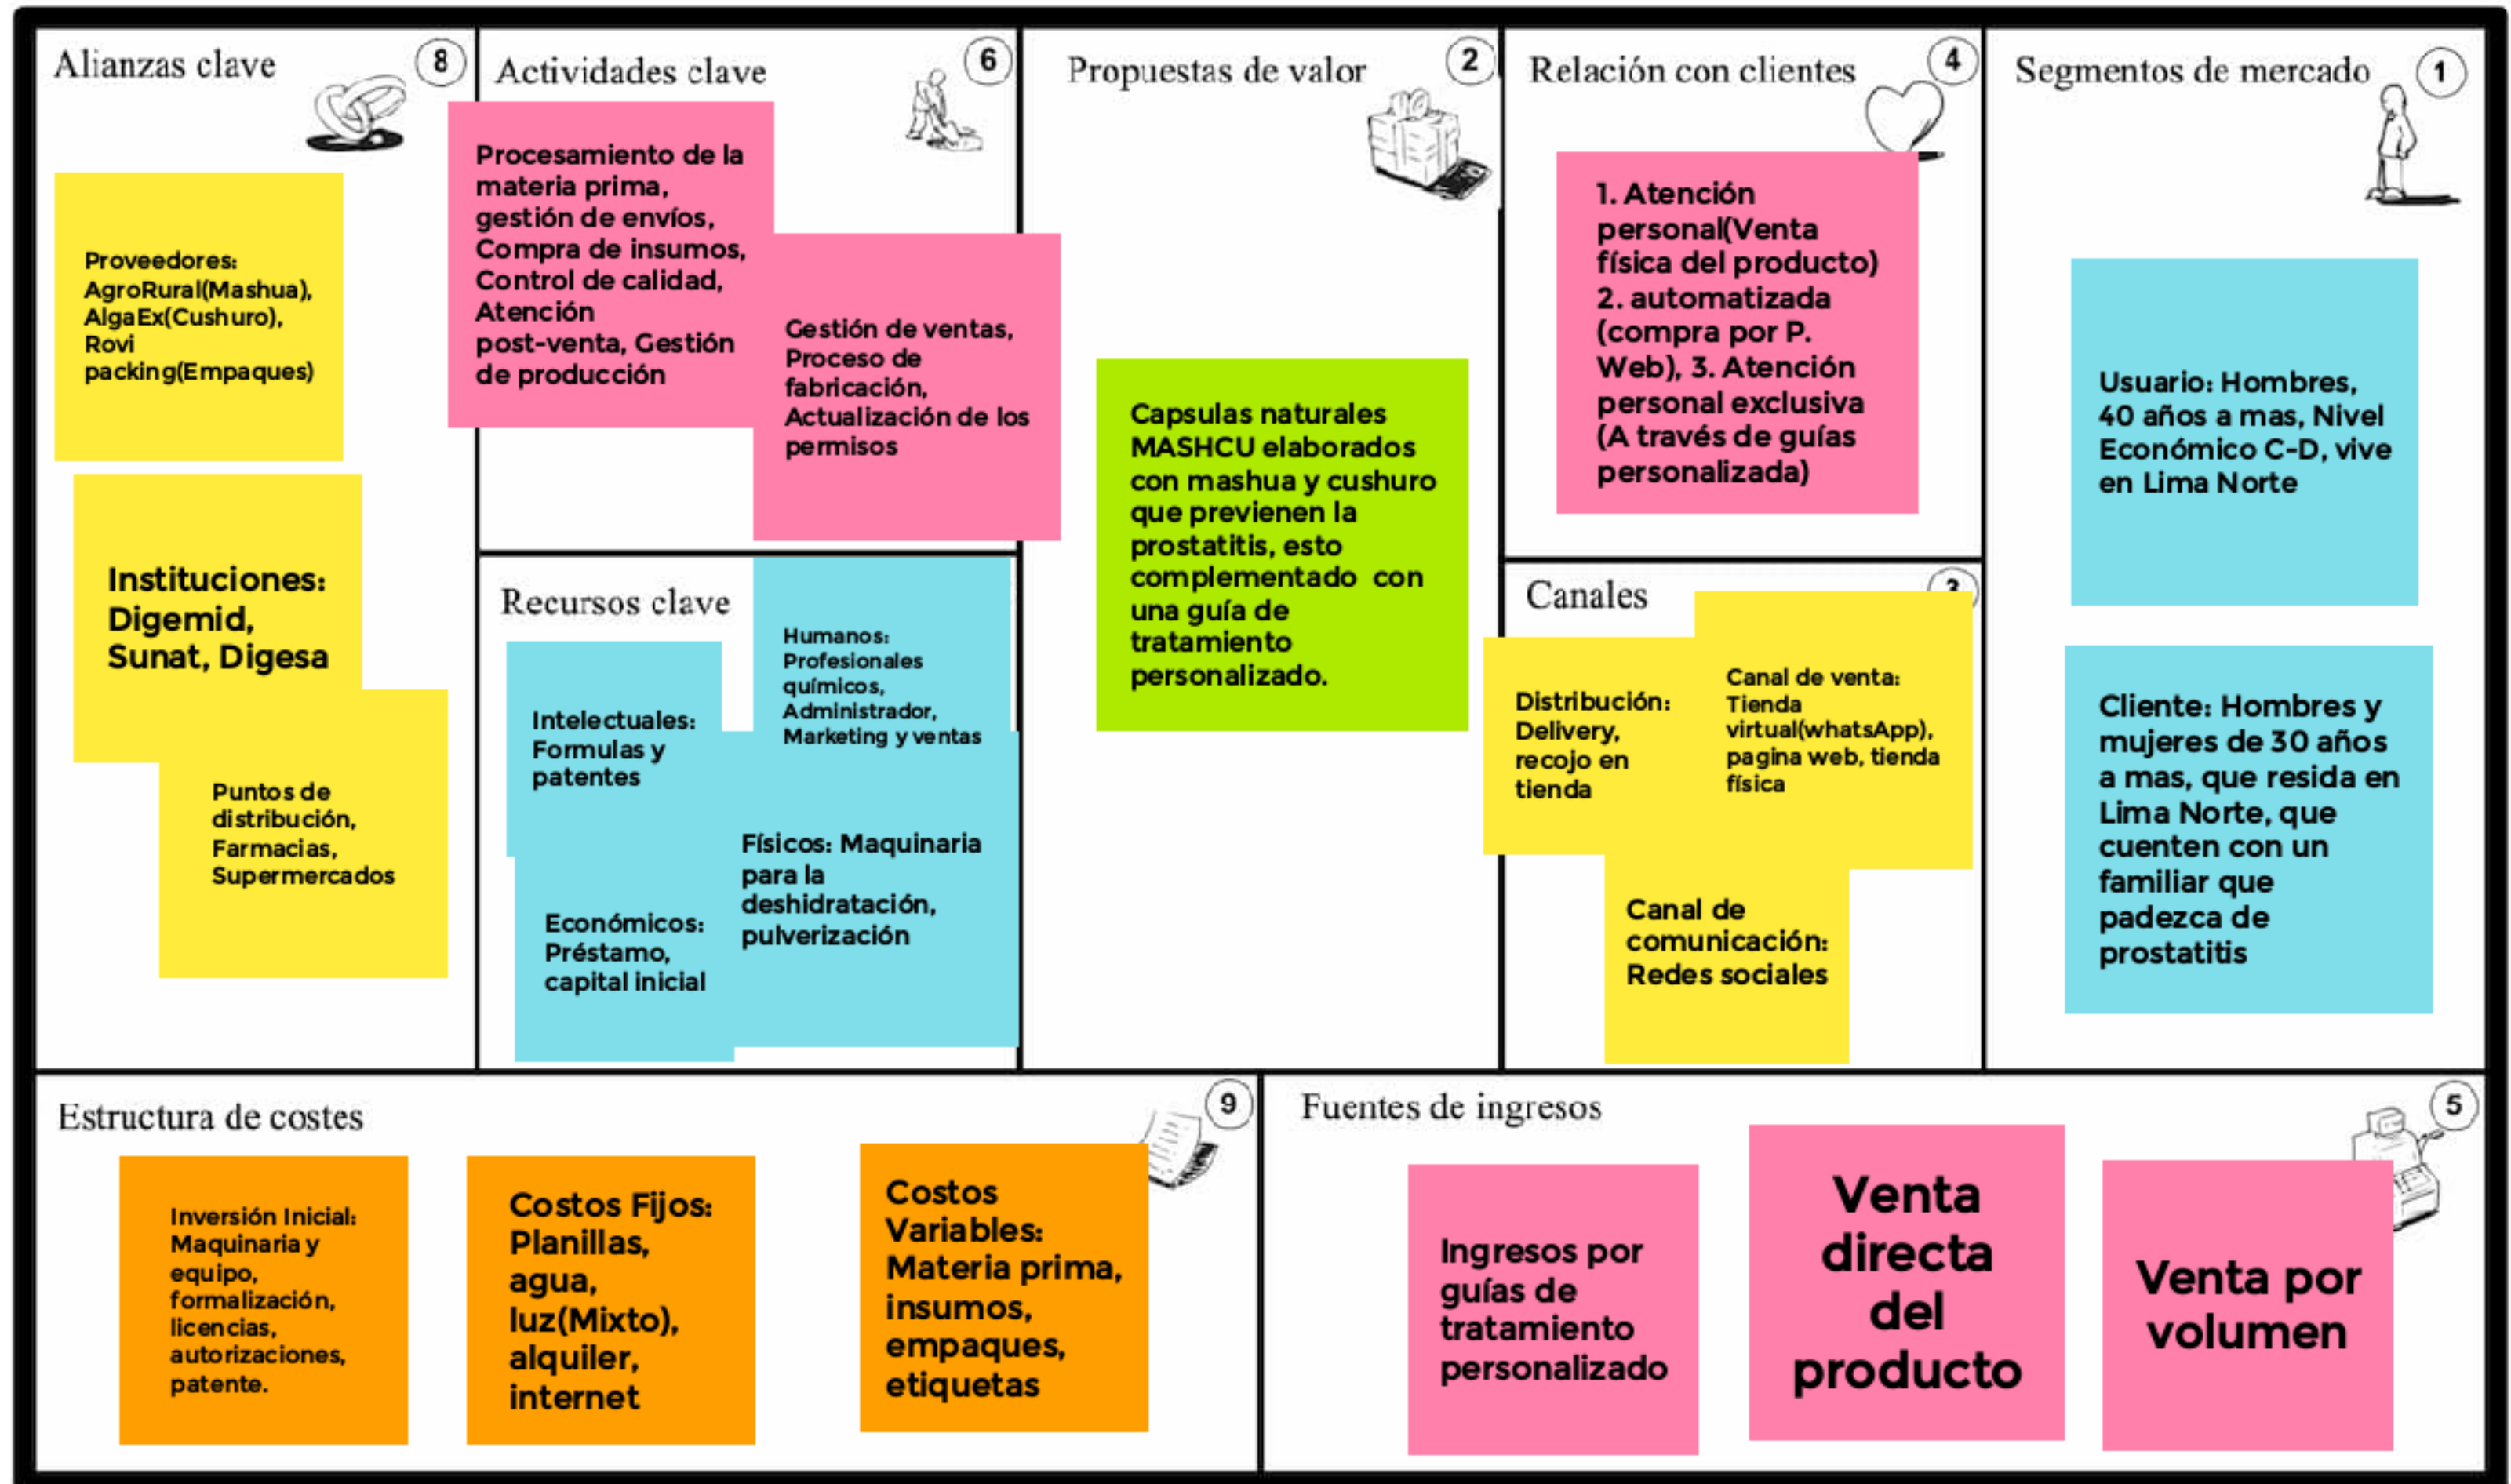 Alianzas clave
8
Proveedores:
AgroRural(Mashua),
AlgaEx(Cushuro),
Rovi
packing(Empaques)
Instituciones:
Digemid,
Sunat, Digesa
Puntos de
distribución,
Farmacias,
Supermercados
Actividades clave
6
Procesamiento de la
materia prima,
gestión de envíos,
Compra de insumos,
Control de calidad,
Atención
post-venta, Gestión
de producción
Gestión de ventas,
Proceso de
fabricación,
Actualización de los
permisos
Recursos clave
Humanos:
Profesionales
químicos,
Administrador,
Marketing y ventas
Intelectuales:
Formulas y
patentes
Físicos: Maquinaria
para la
deshidratación,
pulverización
Económicos:
Préstamo,
capital inicial
Propuestas de valor
2
Capsulas naturales
MASHCU elaborados
con mashua y cushuro
que previenen la
prostatitis, esto
complementado con
una guía de
tratamiento
personalizado.
Relación con clientes
4
1. Atención
personal(Venta
física del producto)
2. automatizada
(compra por P.
Web), 3. Atención
personal exclusiva
(A través de guías
personalizada)
Canales
3
Distribución:
Delivery,
recojo en
tienda
Canal de venta:
Tienda
virtual(whatsApp),
pagina web, tienda
física
Canal de
comunicación:
Redes sociales
Segmentos de mercado
1
Usuario: Hombres,
40 años a mas, Nivel
Económico C-D, vive
en Lima Norte
Cliente: Hombres y
mujeres de 30 años
a mas, que resida en
Lima Norte, que
cuenten con un
familiar que
padezca de
prostatitis
Estructura de costes
9
Inversión Inicial:
Maquinaria y
equipo,
formalización,
licencias,
autorizaciones,
patente.
Costos Fijos:
Planillas,
agua,
luz(Mixto),
alquiler,
internet
Costos
Variables:
Materia prima,
insumos,
empaques,
etiquetas
Fuentes de ingresos
5
Ingresos por
guías de
tratamiento
personalizado
Venta
directa
del
producto
Venta por
volumen